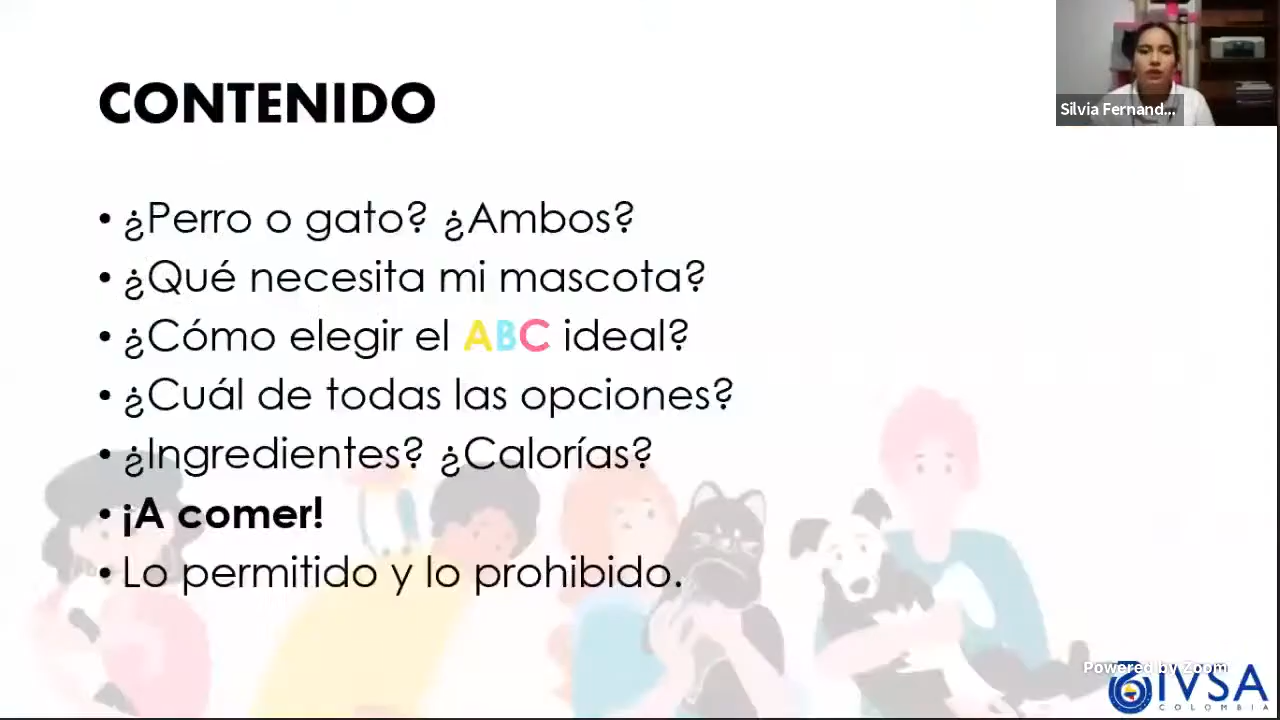 CONTENIDO
Silvia Fernand...
• ¿Perro o gato? ¿Ambos?
• ¿Qué necesita mi mascota?
• ¿Cómo elegir el ABC ideal?
• ¿Cuál de todas las opciones?
• ¿Ingredientes? ¿Calorías?
• ¡A comer!
• Lo permitido y lo prohibido.
Powered by Zoom
IVSA
COLOMBIA